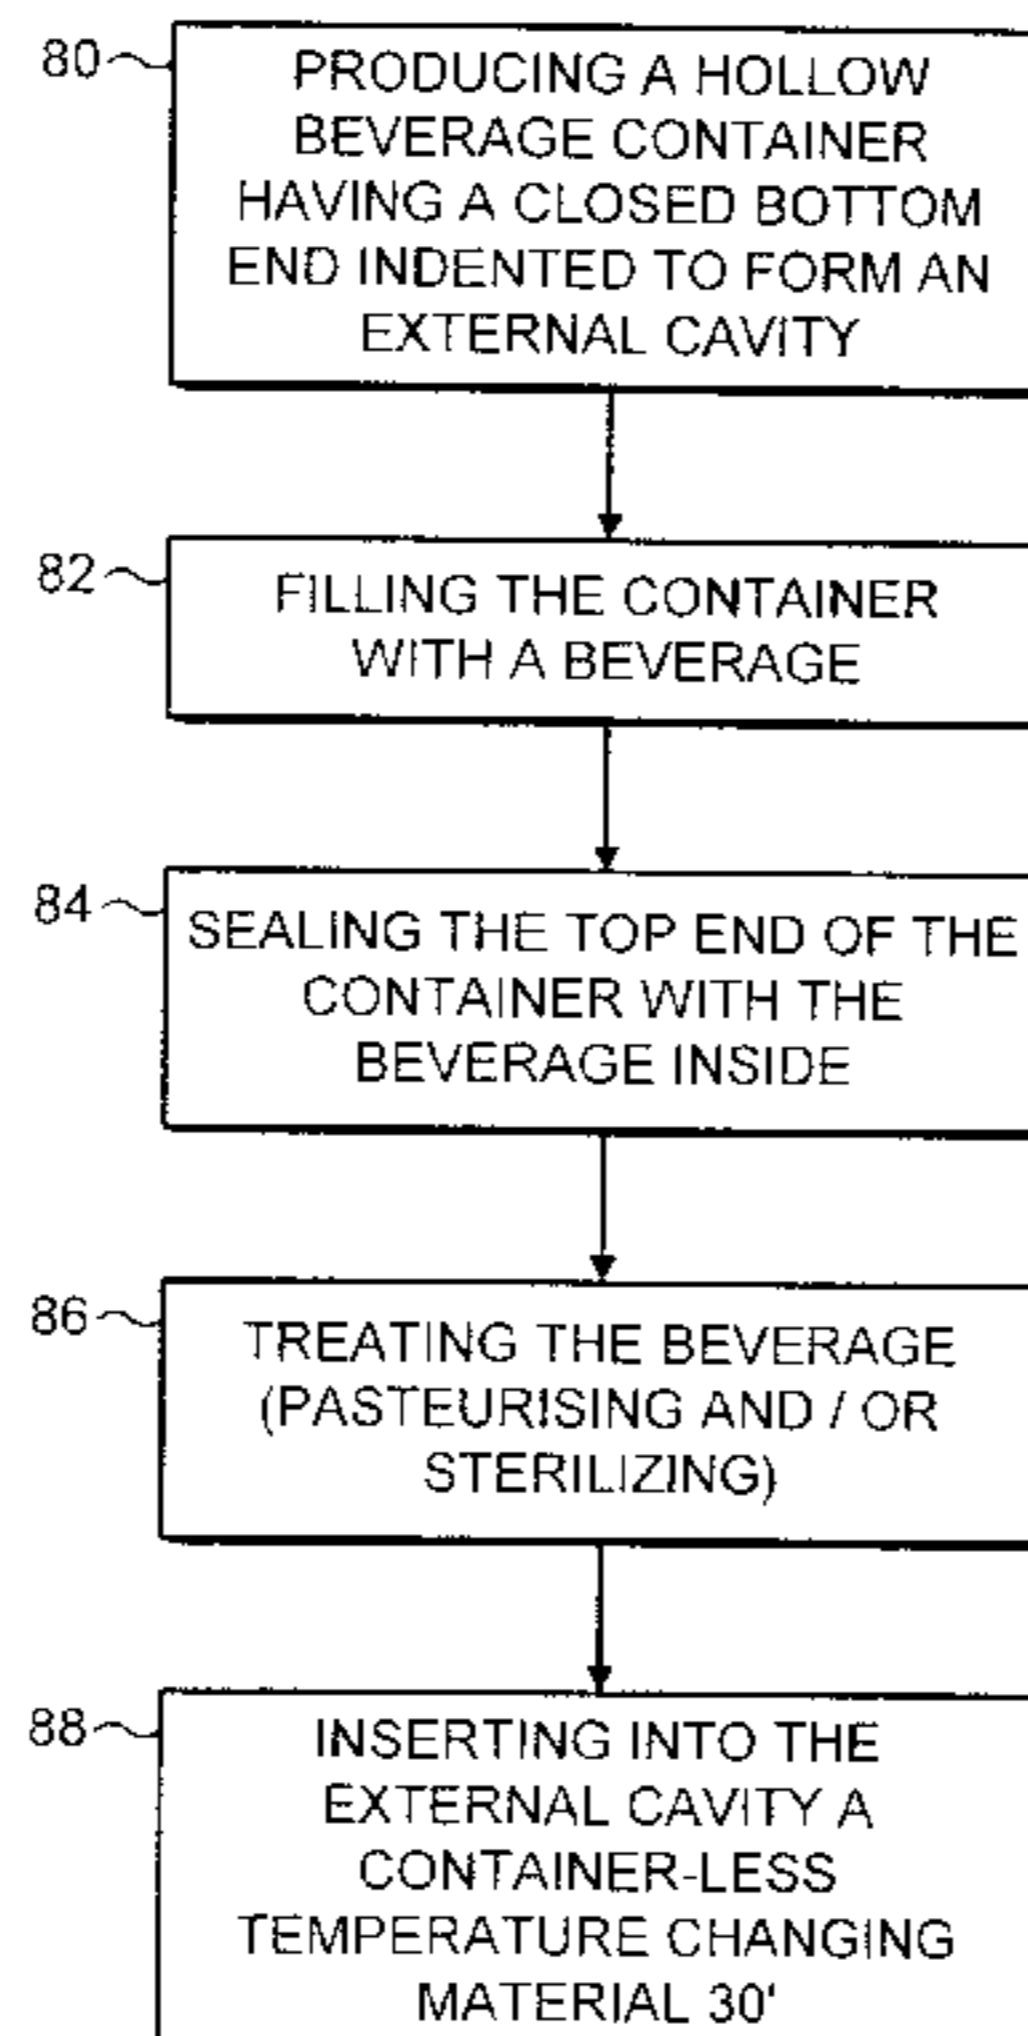 80
PRODUCING A HOLLOW
BEVERAGE CONTAINER
HAVING A CLOSED BOTTOM
END INDENTED TO FORM AN
EXTERNAL CAVITY
82
FILLING THE CONTAINER
WITH A BEVERAGE
84
SEALING THE TOP END OF THE
CONTAINER WITH THE
BEVERAGE INSIDE
86
TREATING THE BEVERAGE
(PASTEURISING AND / OR
STERILIZING)
88
INSERTING INTO THE
EXTERNAL CAVITY A
CONTAINER-LESS
TEMPERATURE CHANGING
MATERIAL 30'